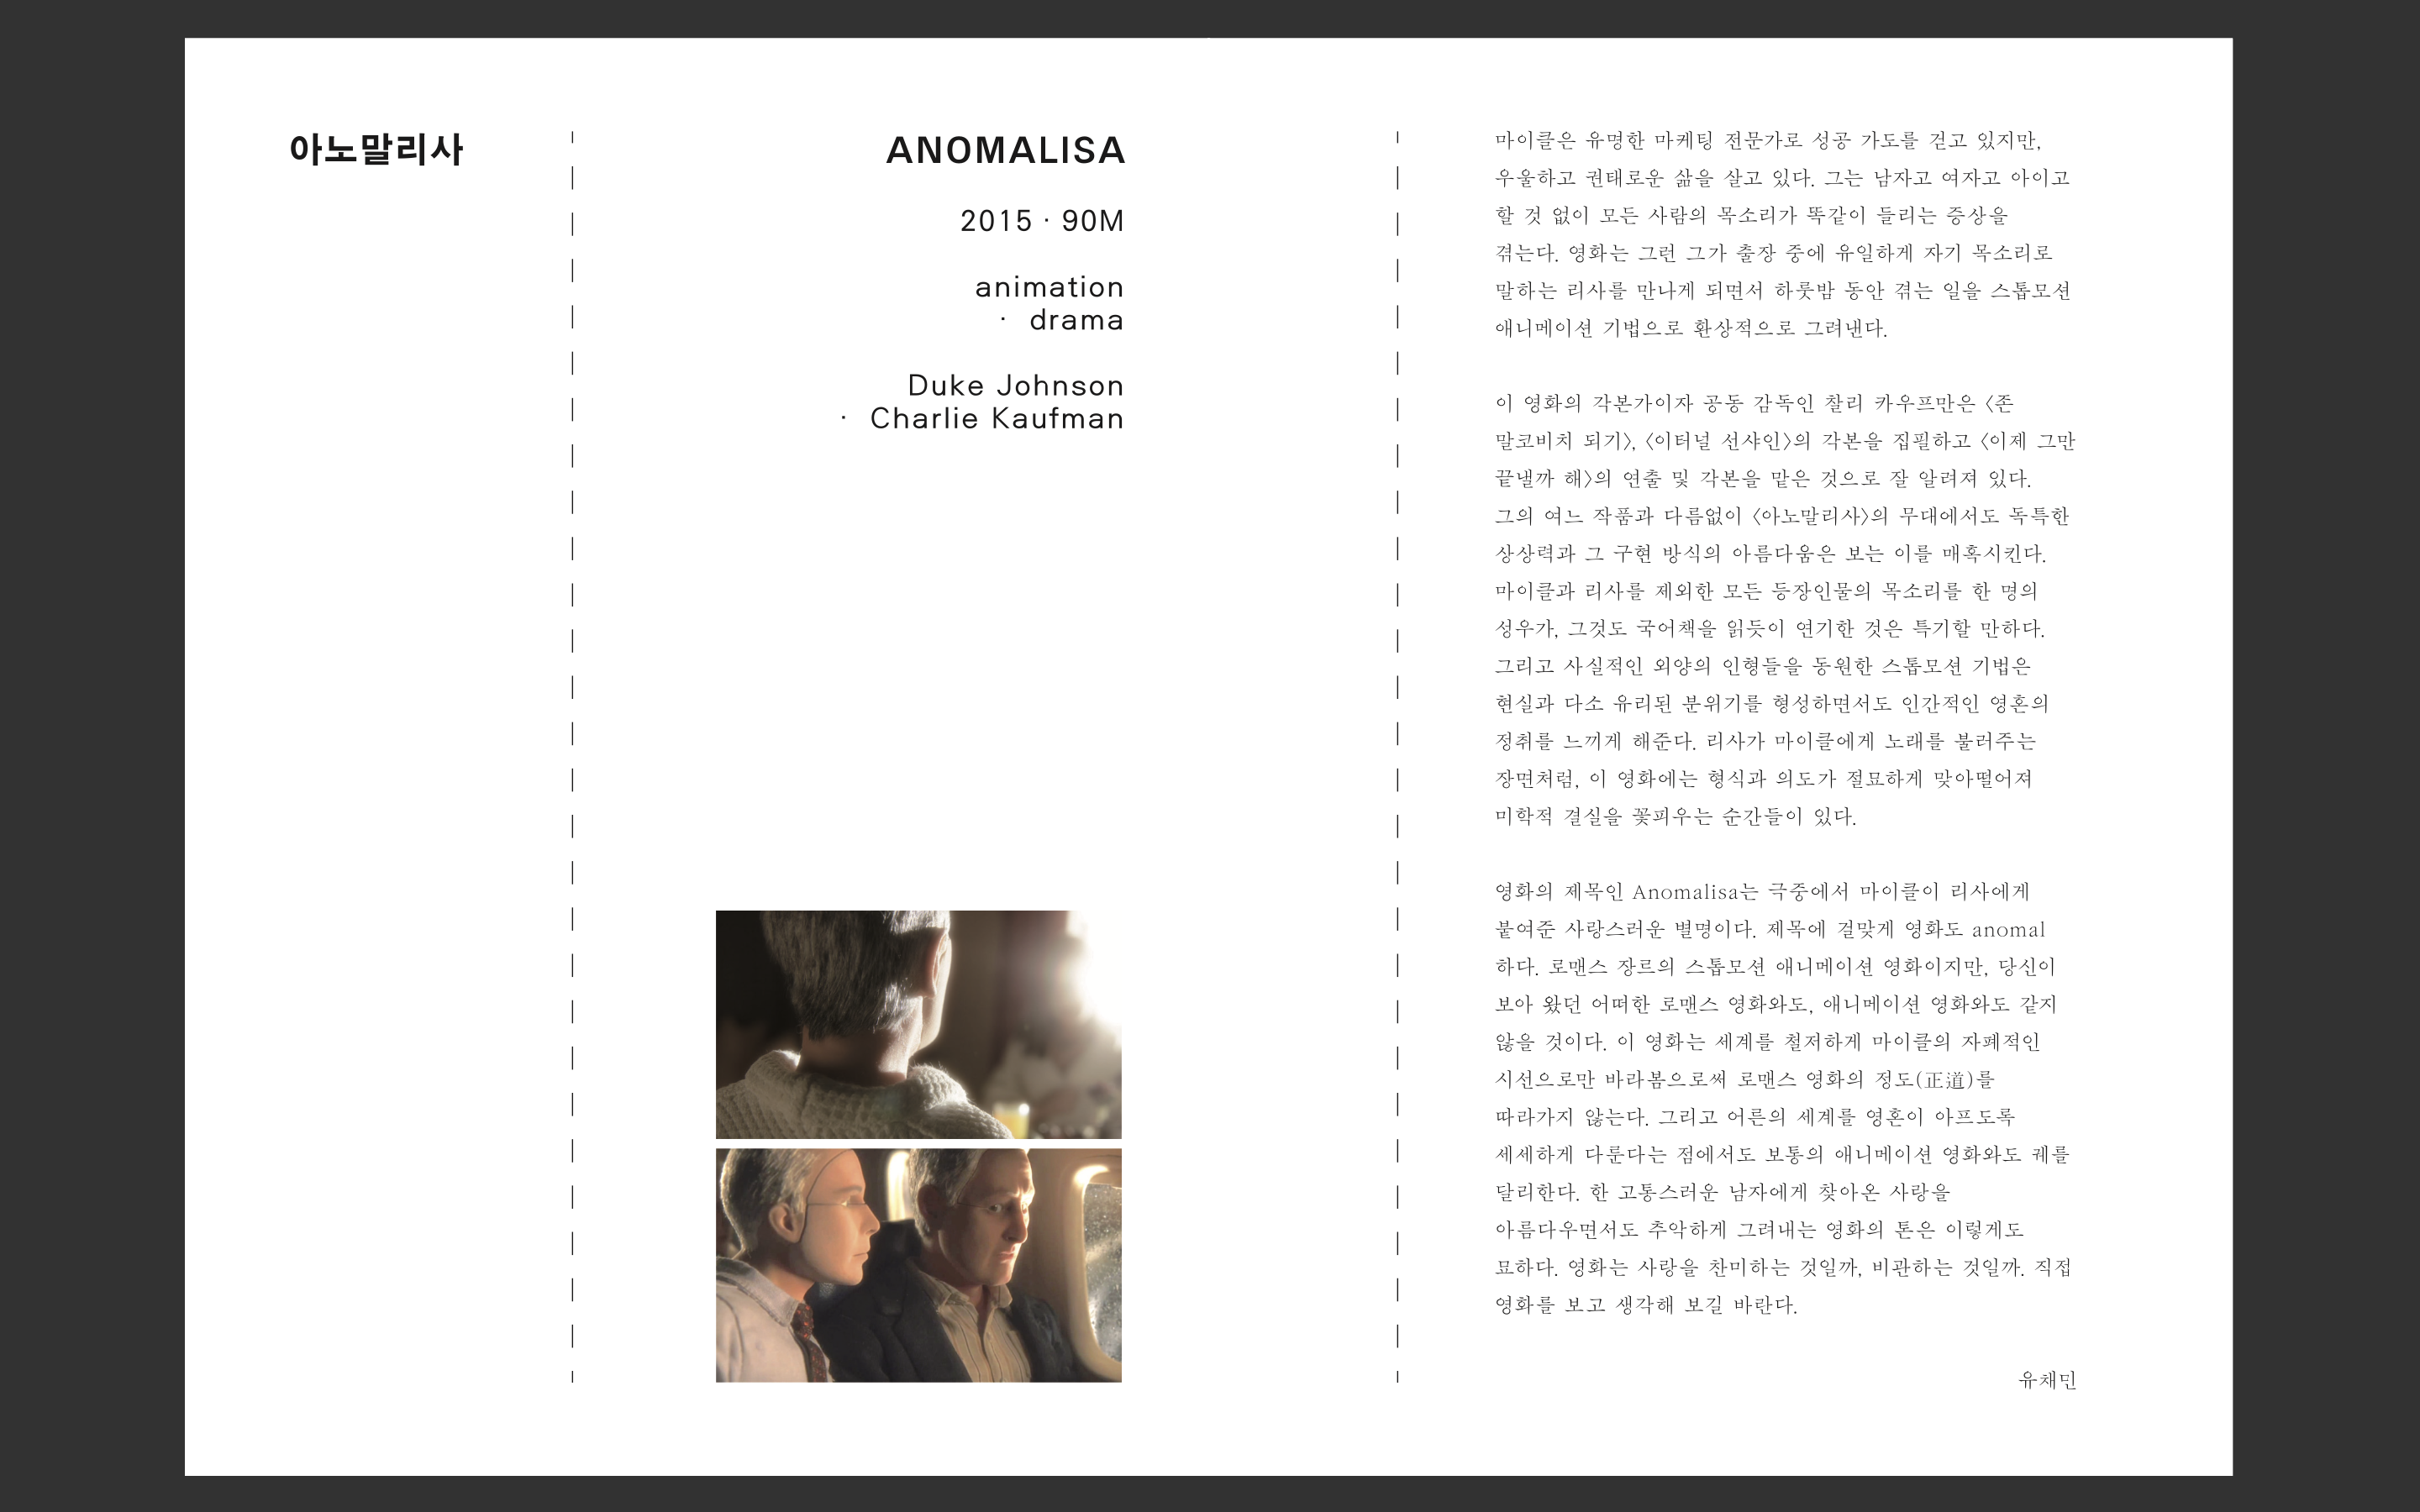 아노말리사
ANOMALISA
2015 · 90M
animation
· drama
Duke Johnson
· Charlie Kaufman
마이클은 유명한 마케팅 전문가로 성공 가도를 걷고 있지만,
우울하고 권태로운 삶을 살고 있다. 그는 남자고 여자고 아이고
할 것 없이 모든 사람의 목소리가 똑같이 들리는 증상을
겪는다. 영화는 그런 그가 출장 중에 유일하게 자기 목소리로
말하는 리사를 만나게 되면서 하룻밤 동안 겪는 일을 스톱모션
애니메이션 기법으로 환상적으로 그려낸다.
이 영화의 각본가이자 공동 감독인 찰리 카우프만은 〈존
말코비치 되기〉, 〈이터널 선샤인〉의 각본을 집필하고 〈이제 그만
끝낼까 해〉의 연출 및 각본을 맡은 것으로 잘 알려져 있다.
그의 여느 작품과 다름없이 〈아노말리사〉의 무대에서도 독특한
상상력과 그 구현 방식의 아름다움은 보는 이를 매혹시킨다.
마이클과 리사를 제외한 모든 등장인물의 목소리를 한 명의
성우가, 그것도 국어책을 읽듯이 연기한 것은 특기할 만하다.
그리고 사실적인 외양의 인형들을 동원한 스톱모션 기법은
현실과 다소 유리된 분위기를 형성하면서도 인간적인 영혼의
정취를 느끼게 해준다. 리사가 마이클에게 노래를 불러주는
장면처럼, 이 영화에는 형식과 의도가 절묘하게 맞아떨어져
미학적 결실을 꽃피우는 순간들이 있다.
영화의 제목인 Anomalisa는 극중에서 마이클이 리사에게
붙여준 사랑스러운 별명이다. 제목에 걸맞게 영화도 anomal
하다. 로맨스 장르의 스톱모션 애니메이션 영화이지만, 당신이
보아 왔던 어떠한 로맨스 영화와도, 애니메이션 영화와도 같지
않을 것이다. 이 영화는 세계를 철저하게 마이클의 자폐적인
시선으로만 바라봄으로써 로맨스 영화의 정도(正道)를
따라가지 않는다. 그리고 어른의 세계를 영혼이 아프도록
세세하게 다룬다는 점에서도 보통의 애니메이션 영화와도 궤를
달리한다. 한 고통스러운 남자에게 찾아온 사랑을
아름다우면서도 추악하게 그려내는 영화의 톤은 이렇게도
묘하다. 영화는 사랑을 찬미하는 것일까, 비관하는 것일까. 직접
영화를 보고 생각해 보길 바란다.
유채민